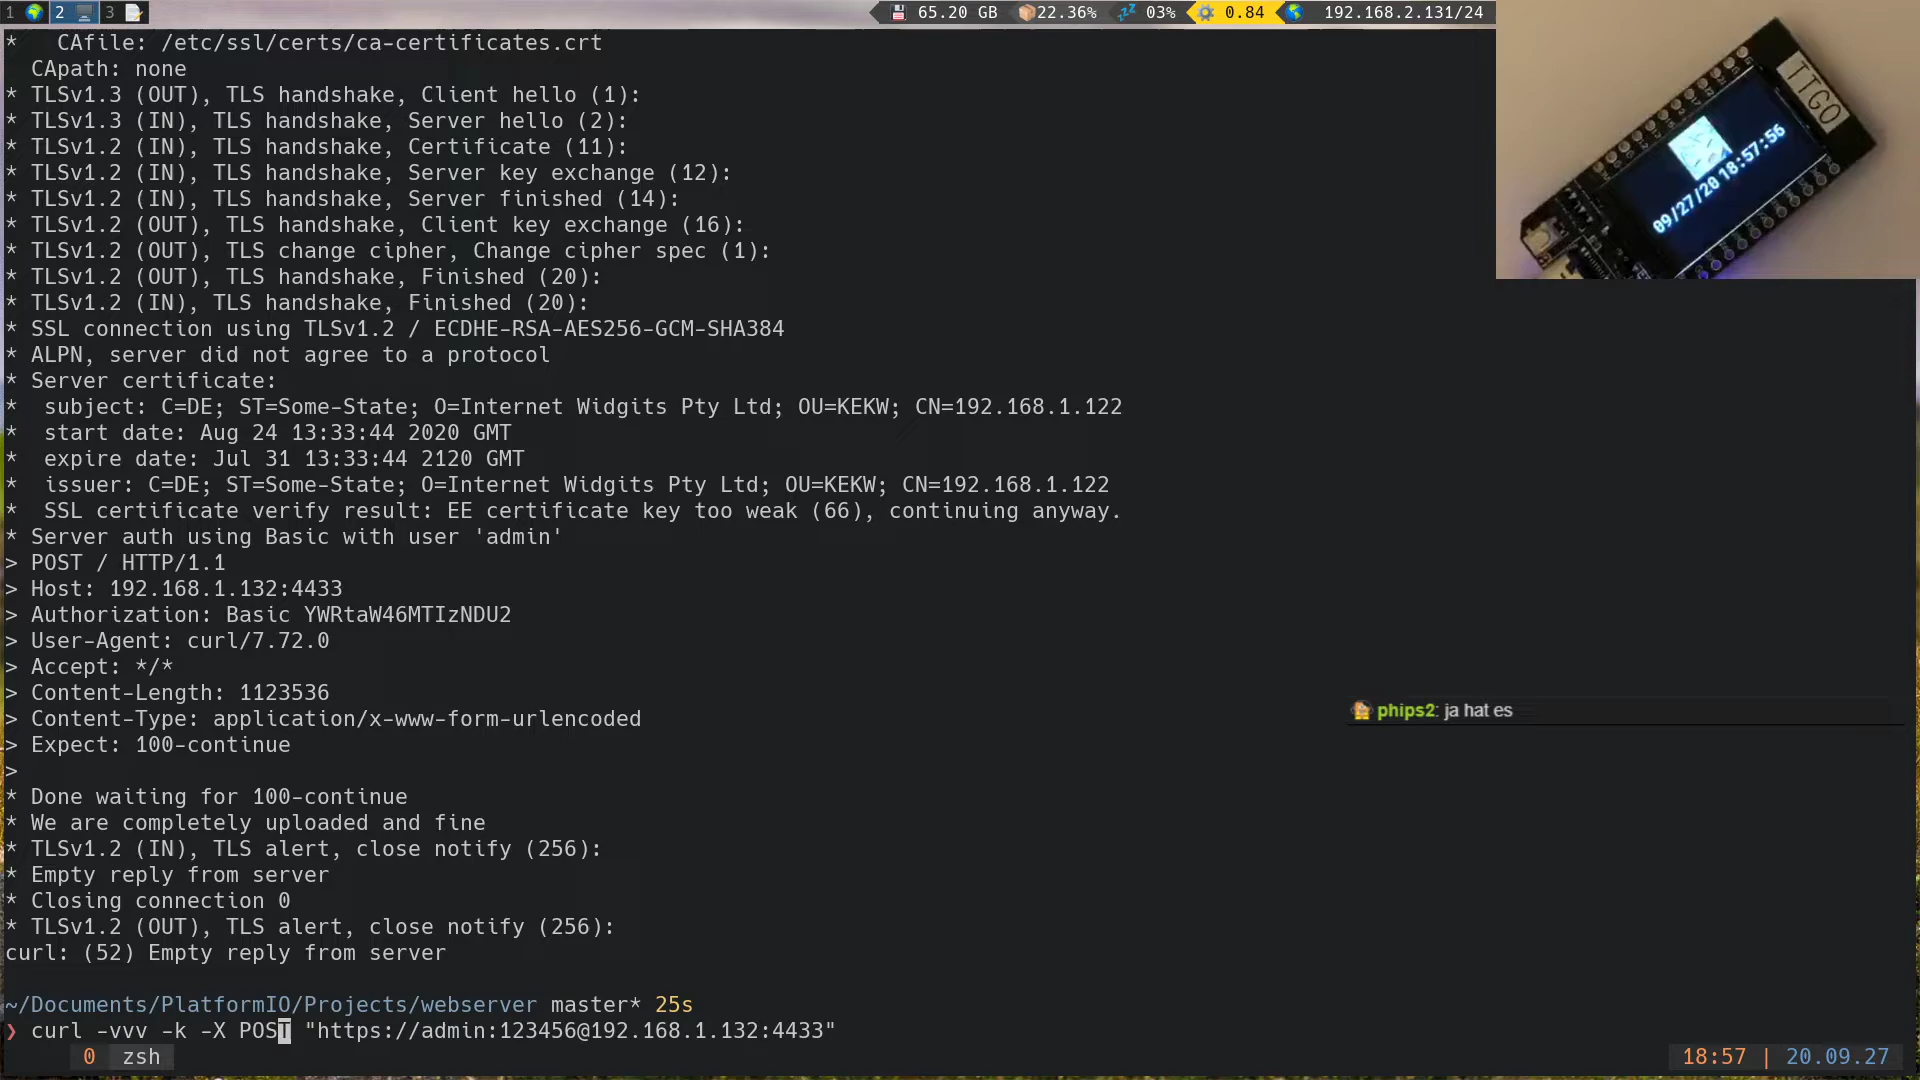 1 2 3 65.20 GB 22.36% 03% 0.84 192.168.2.131/24
*   CAfile: /etc/ssl/certs/ca-certificates.crt
CApath: none
* TLSv1.3 (OUT), TLS handshake, Client hello (1):
* TLSv1.3 (IN), TLS handshake, Server hello (2):
* TLSv1.2 (IN), TLS handshake, Certificate (11):
* TLSv1.2 (IN), TLS handshake, Server key exchange (12):
* TLSv1.2 (IN), TLS handshake, Server finished (14):
* TLSv1.2 (OUT), TLS handshake, Client key exchange (16):
* TLSv1.2 (OUT), TLS change cipher, Change cipher spec (1):
* TLSv1.2 (OUT), TLS handshake, Finished (20):
* TLSv1.2 (IN), TLS handshake, Finished (20):
* SSL connection using TLSv1.2 / ECDHE-RSA-AES256-GCM-SHA384
* ALPN, server did not agree to a protocol
* Server certificate:
*  subject: C=DE; ST=Some-State; O=Internet Widgits Pty Ltd; OU=KEKW; CN=192.168.1.122
*  start date: Aug 24 13:33:44 2020 GMT
*  expire date: Jul 31 13:33:44 2120 GMT
*  issuer: C=DE; ST=Some-State; O=Internet Widgits Pty Ltd; OU=KEKW; CN=192.168.1.122
*  SSL certificate verify result: EE certificate key too weak (66), continuing anyway.
* Server auth using Basic with user 'admin'
> POST / HTTP/1.1
> Host: 192.168.1.132:4433
> Authorization: Basic YWRtaW46MTIzNDU2
> User-Agent: curl/7.72.0
> Accept: */*
> Content-Length: 1123536
> Content-Type: application/x-www-form-urlencoded
> Expect: 100-continue
>
* Done waiting for 100-continue
* We are completely uploaded and fine
* TLSv1.2 (IN), TLS alert, close notify (256):
* Empty reply from server
* Closing connection 0
* TLSv1.2 (OUT), TLS alert, close notify (256):
curl: (52) Empty reply from server
~/Documents/PlatformIO/Projects/webserver master* 25s
❯ curl -vvv -k -X POST "https://admin:123456@192.168.1.132:4433"
0 zsh
18:57 | 20.09.27
TTGO
09/27/20 18:57:56
phips2: ja hat es